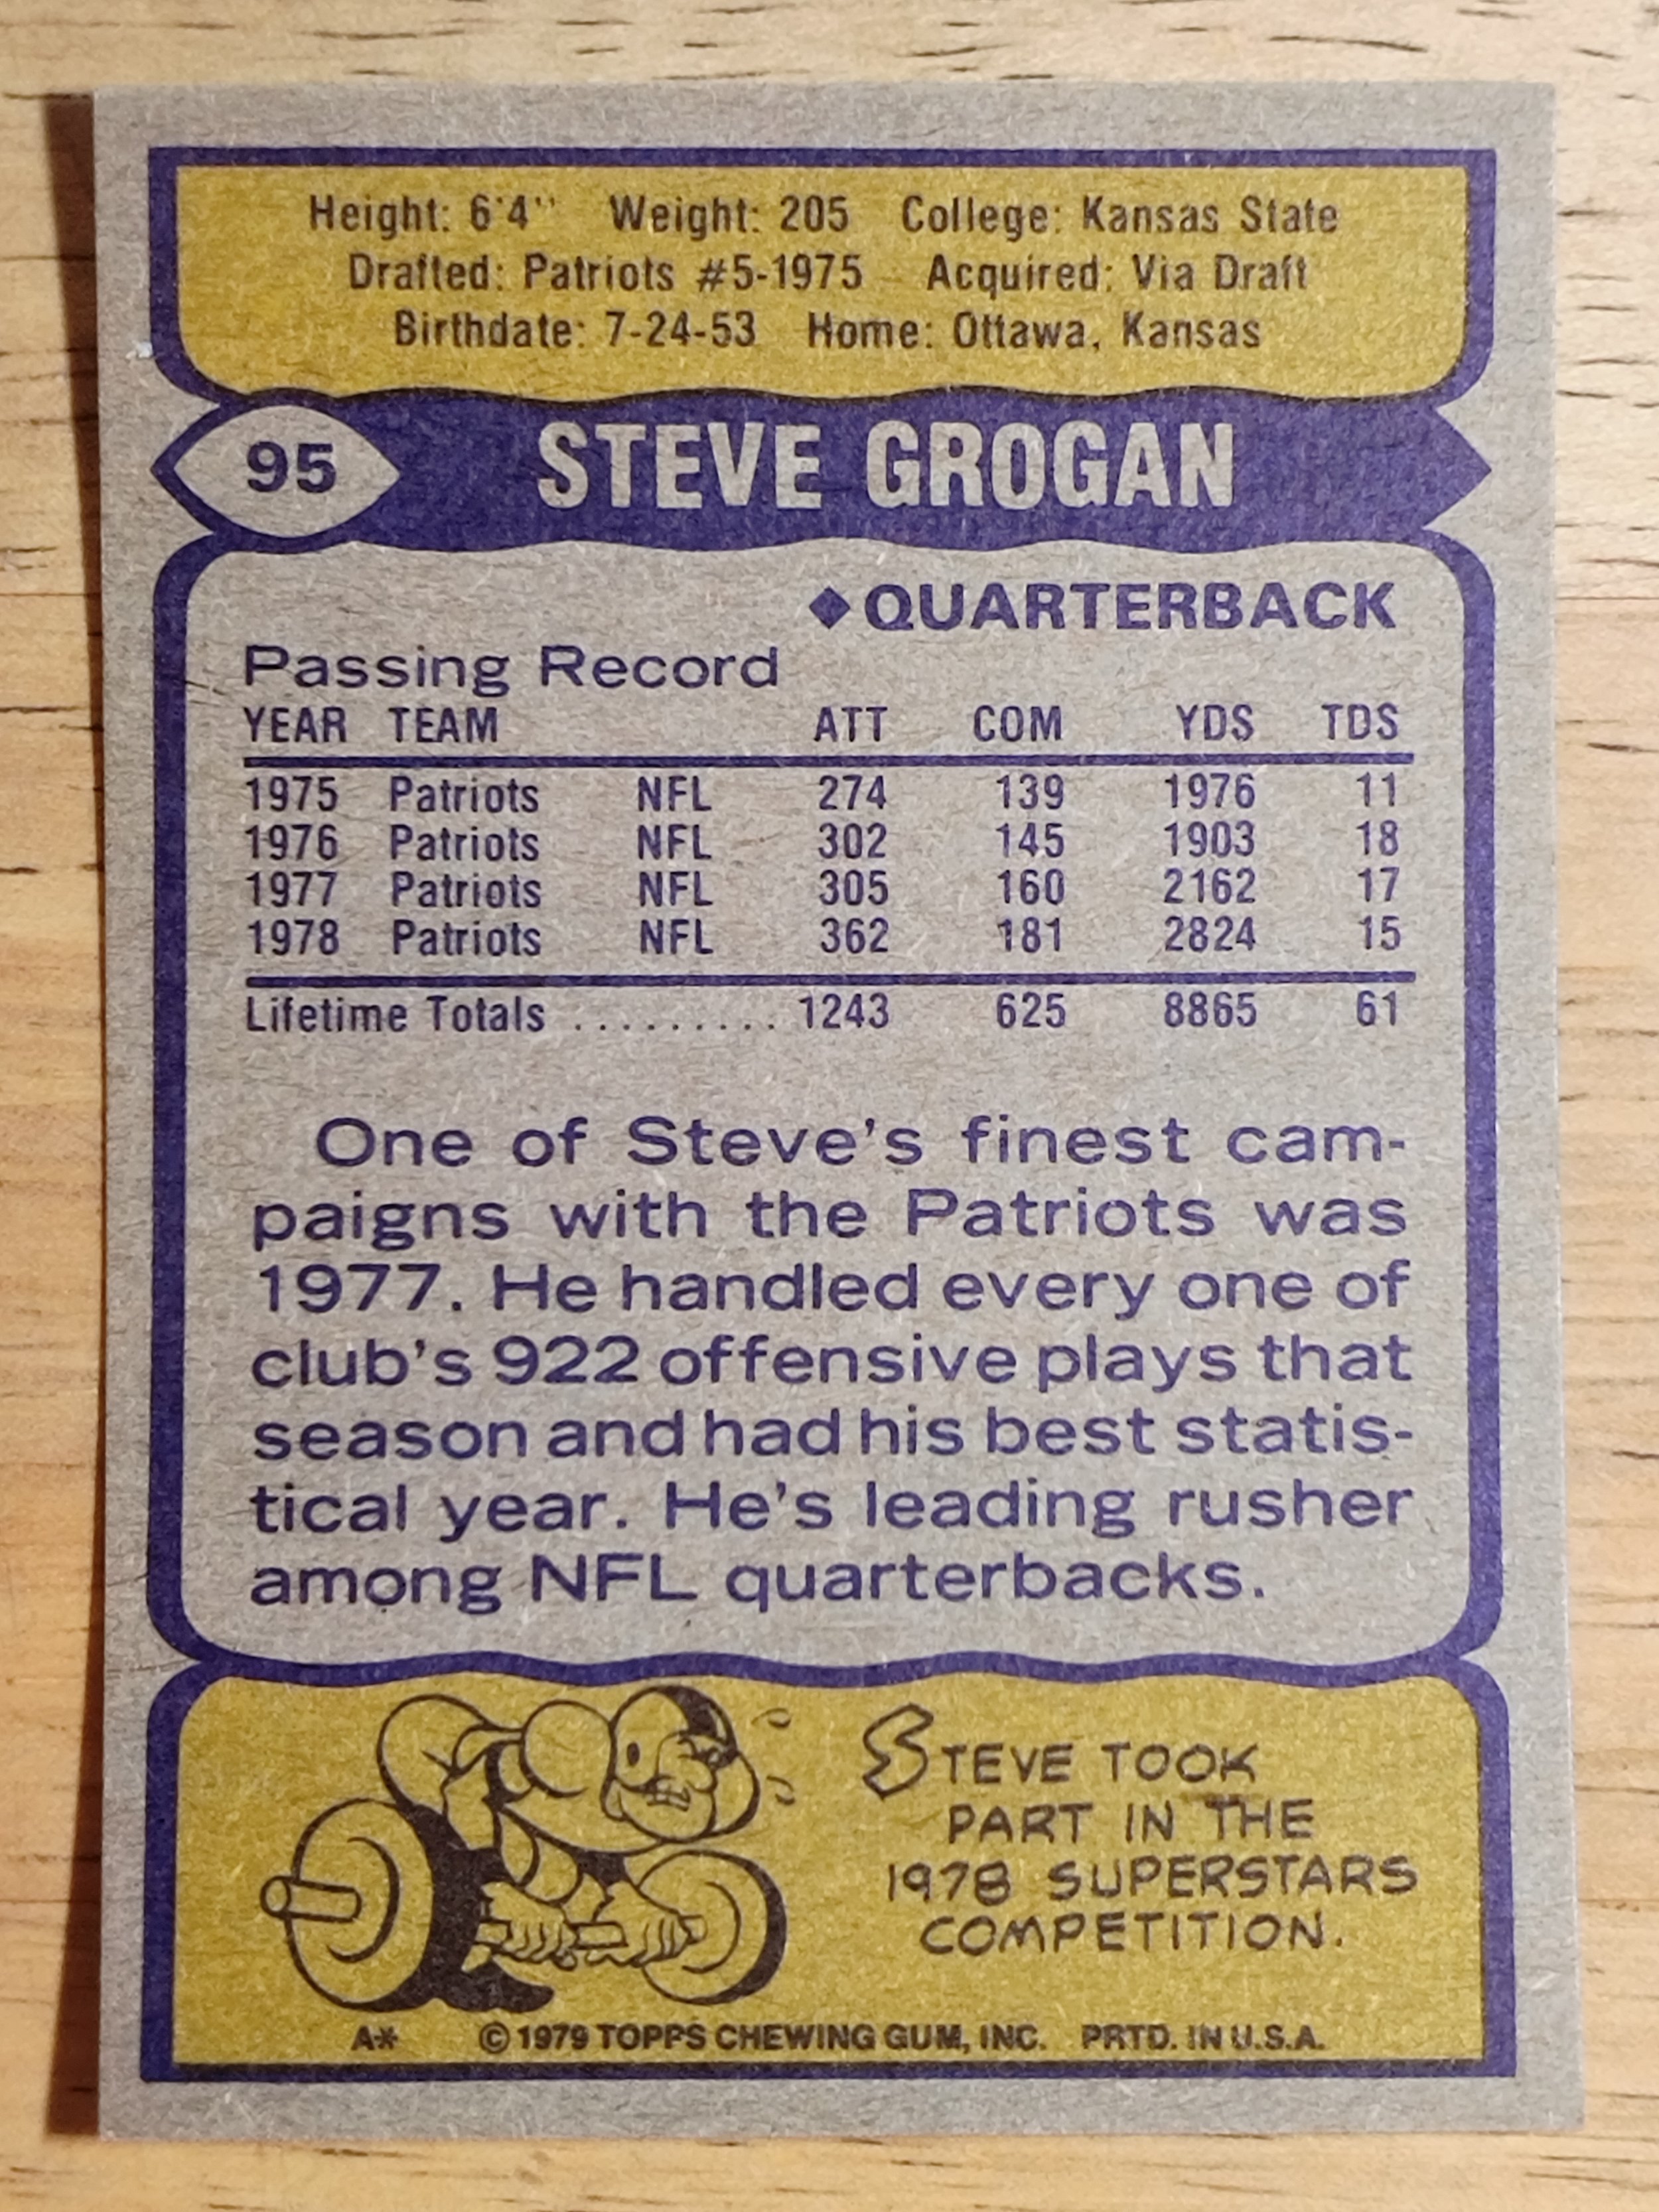 Height: 6'4" Weight: 205 College: Kansas State
Drafted: Patriots #5-1975 Acquired: Via Draft
Birthdate: 7-24-53 Home: Ottawa, Kansas
95 STEVE GROGAN
◆QUARTERBACK
Passing Record
YEAR TEAM ATT COM YDS TDS
1975 Patriots NFL 274 139 1976 11
1976 Patriots NFL 302 145 1903 18
1977 Patriots NFL 305 160 2162 17
1978 Patriots NFL 362 181 2824 15
Lifetime Totals ......... 1243 625 8865 61
One of Steve's finest cam-
paigns with the Patriots was
1977. He handled every one of
club's 922 offensive plays that
season and had his best statis-
tical year. He's leading rusher
among NFL quarterbacks.
STEVE TOOK
PART IN THE
1978 SUPERSTARS
COMPETITION.
A* © 1979 TOPPS CHEWING GUM, INC. PRTD. IN U.S.A.